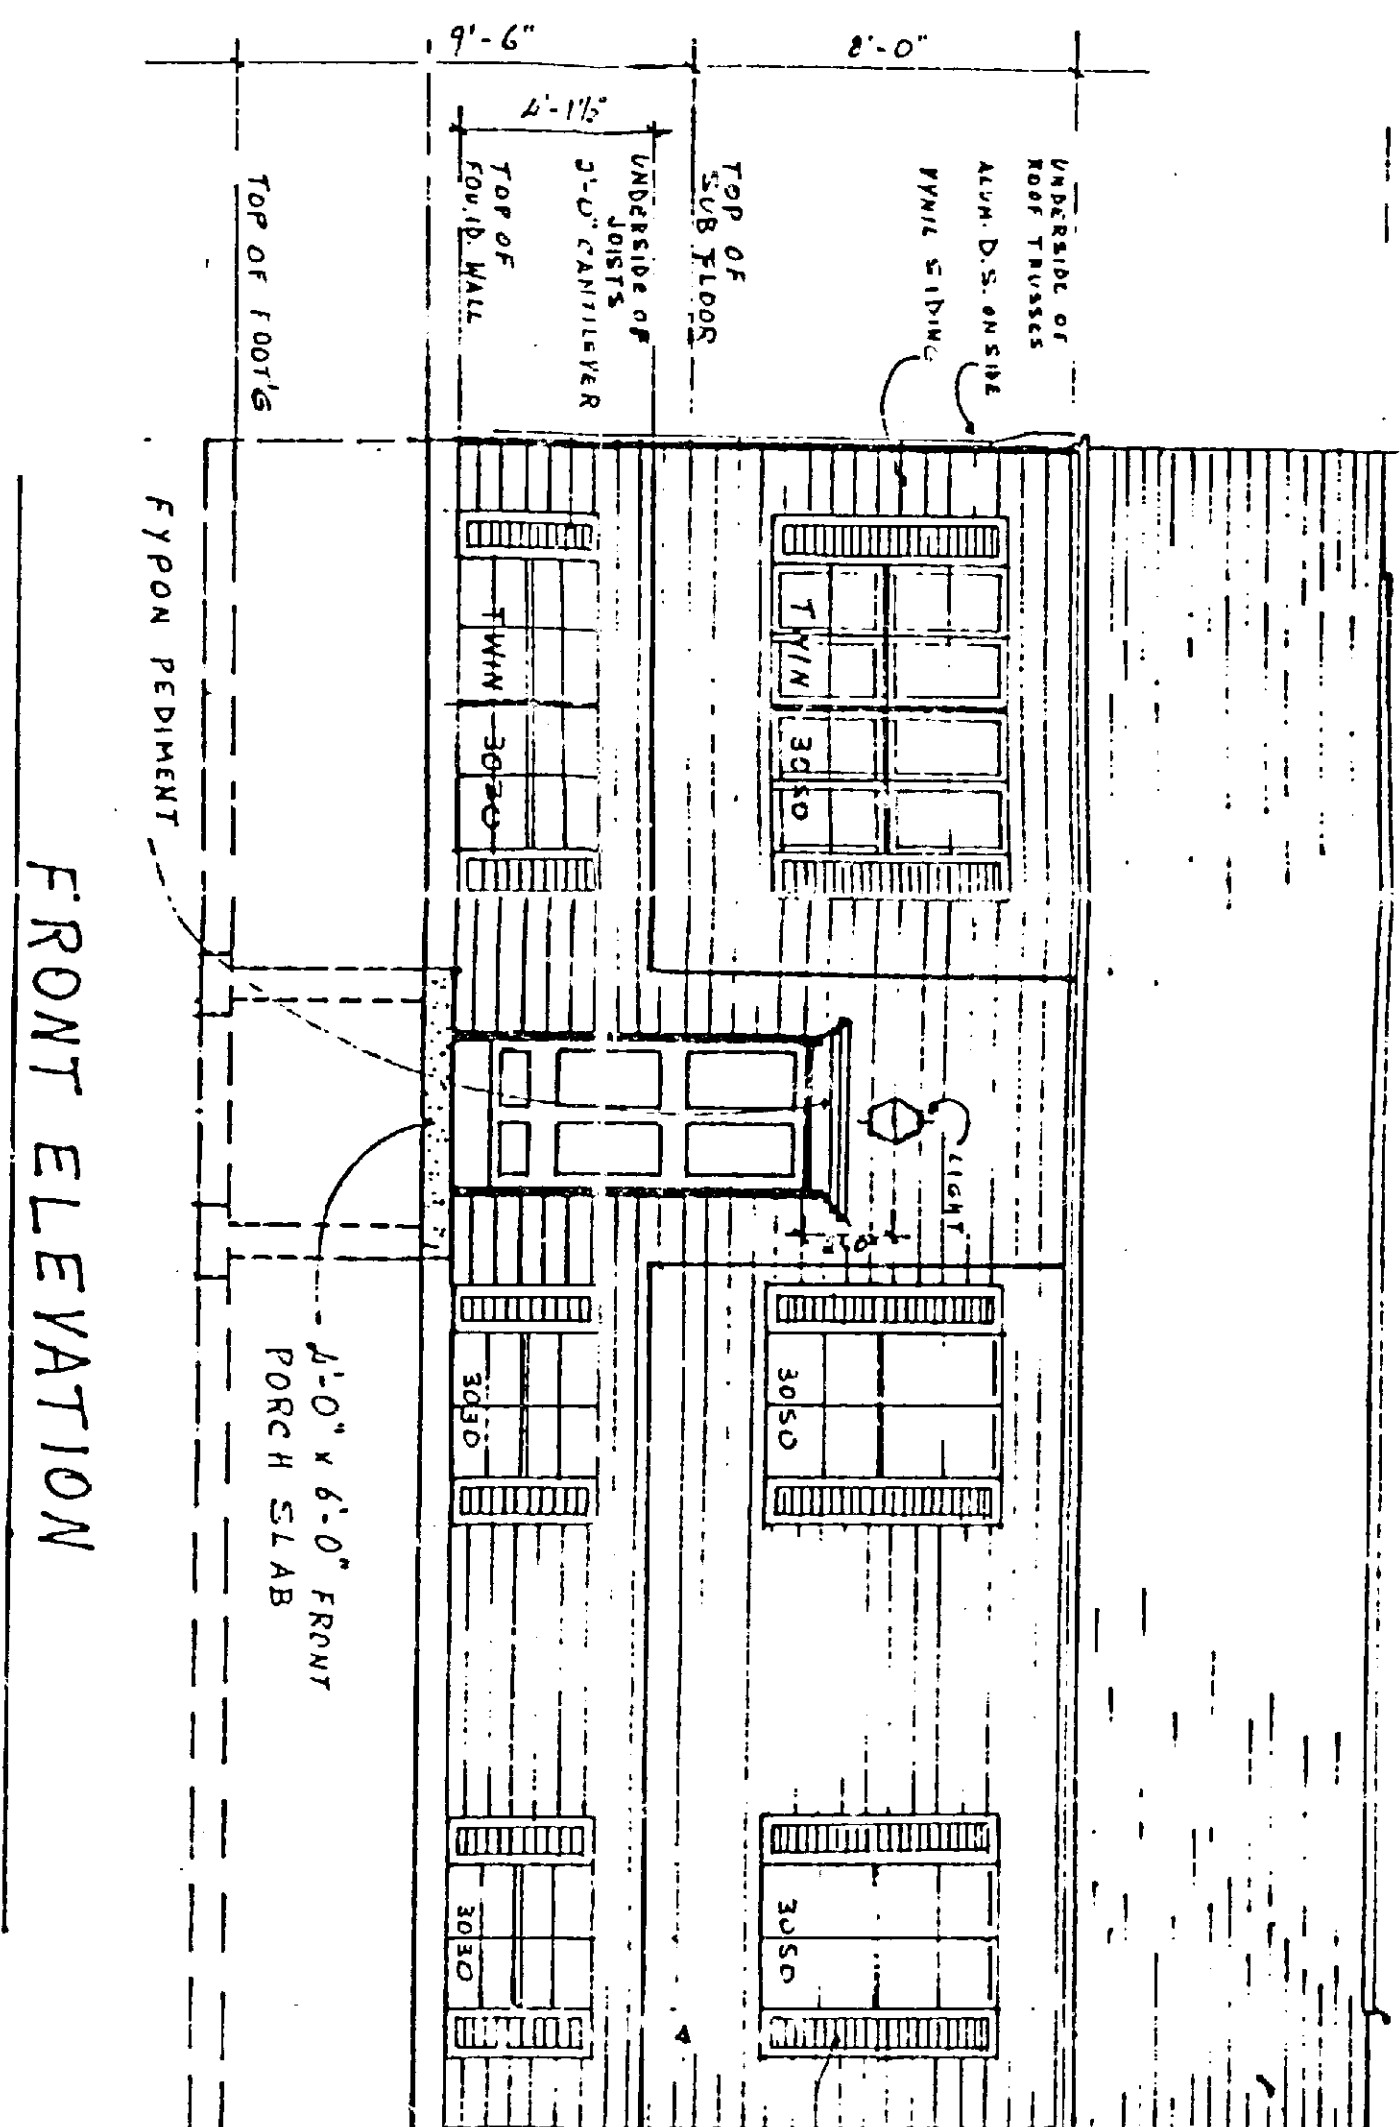 UNDERSIDE OF
ROOF TRUSSES
ALUM. D.S. ON SIDE
VYNIL SIDING
8'-0"
TOP OF
SUB FLOOR
UNDERSIDE OF
JOISTS
2'-0" CANTILEVER
4'-1½"
9'-6"
TOP OF
FOUND. WALL
TOP OF FOOT'G
TWIN 3050
TWIN 3030
LIGHT
3050
3030
3050
3030
FYPON PEDIMENT
4'-0" x 6'-0" FRONT
PORCH SLAB
FRONT ELEVATION